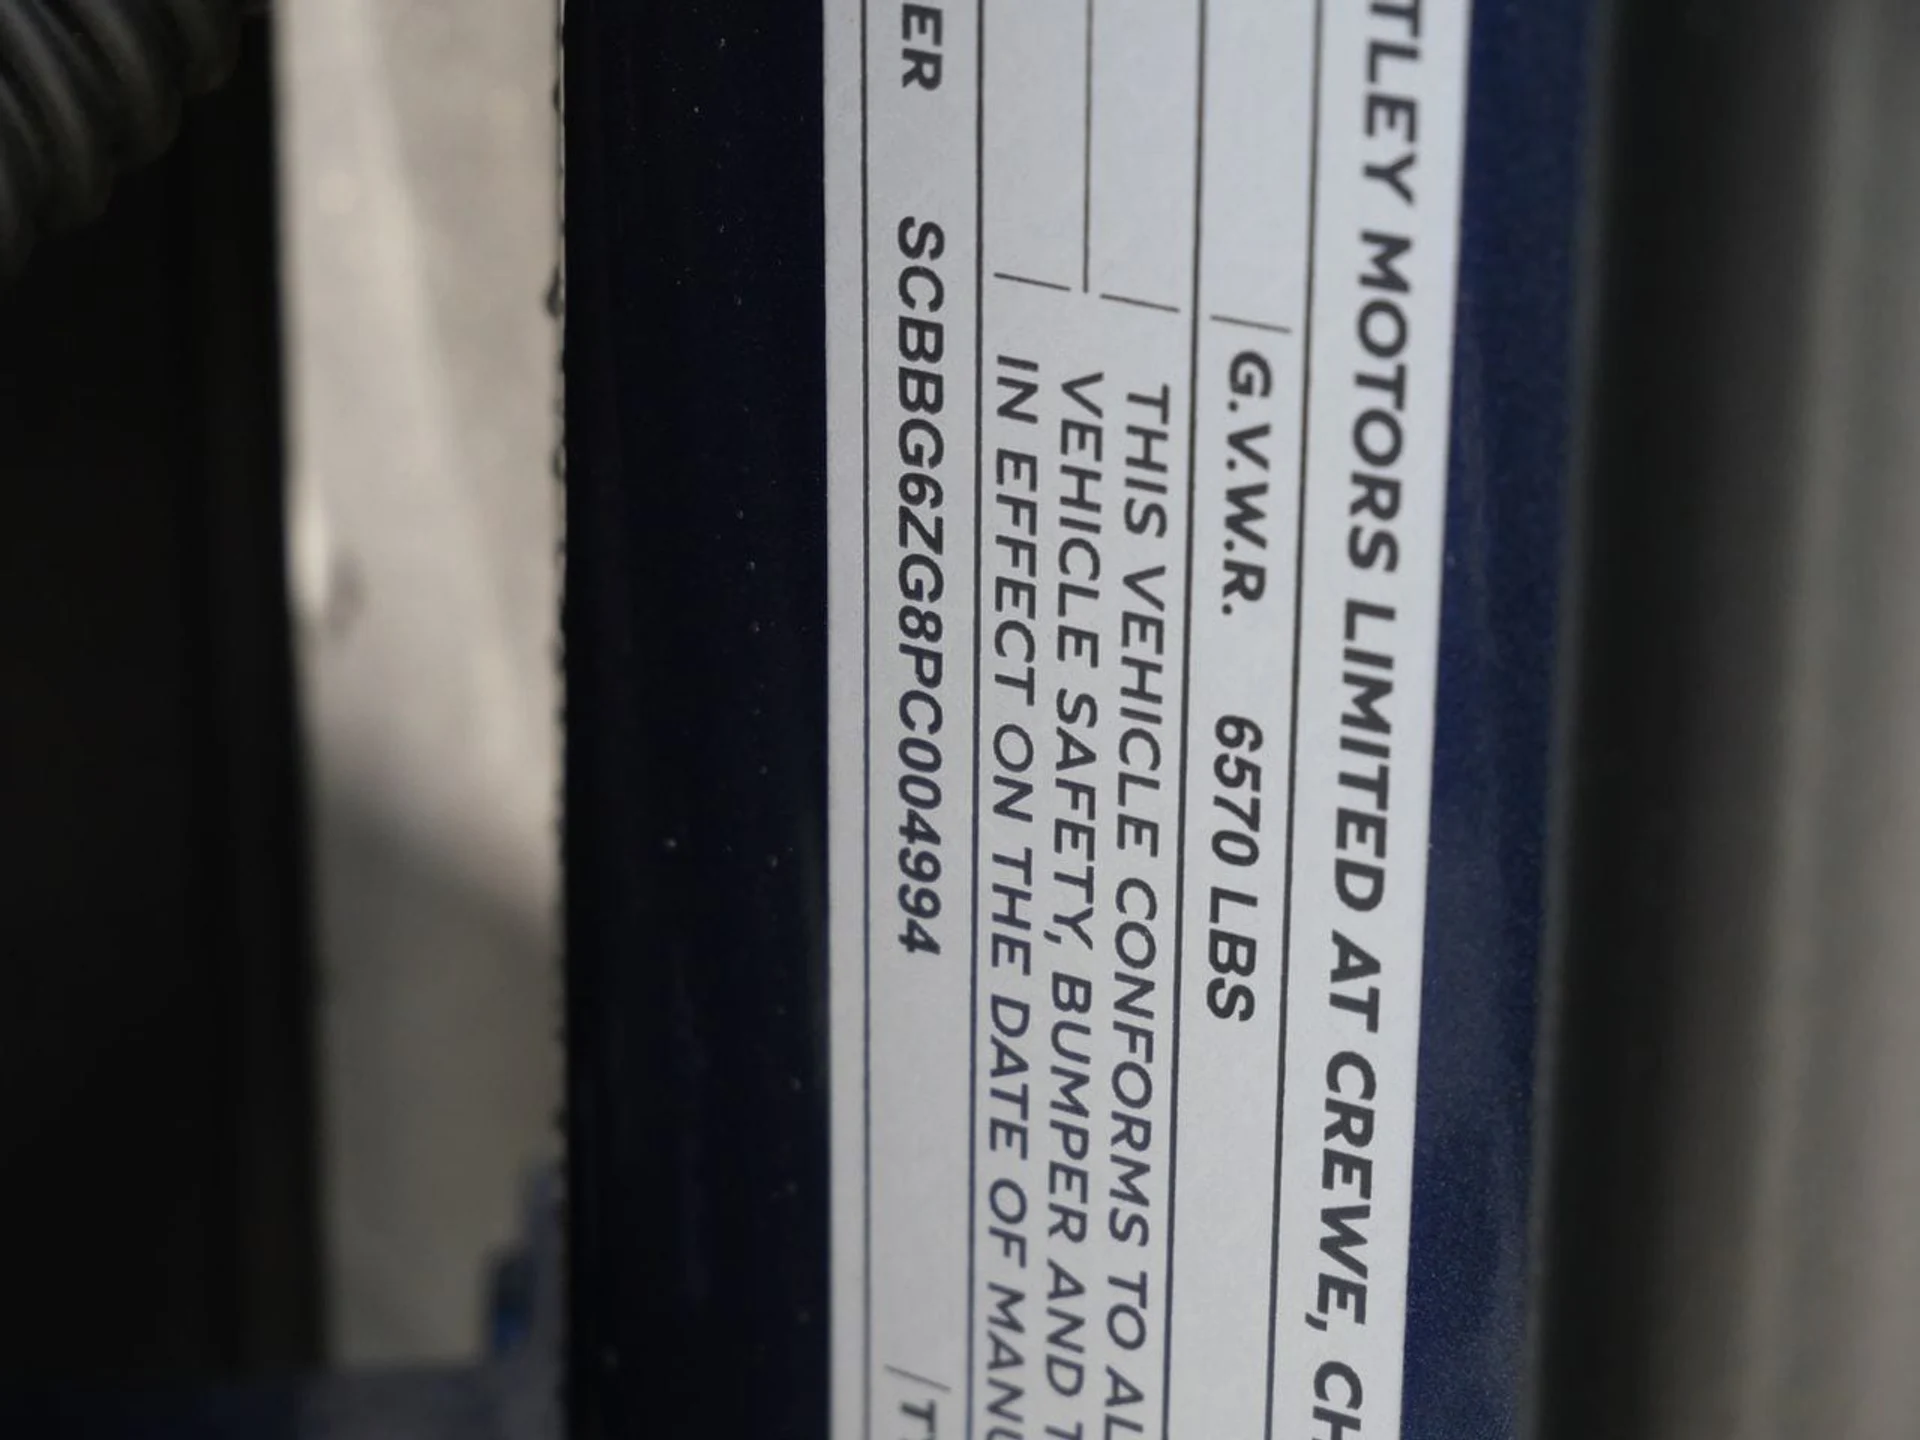 TLEY MOTORS LIMITED AT CREWE, CH
G.V.W.R. 6570 LBS
THIS VEHICLE CONFORMS TO AL
VEHICLE SAFETY, BUMPER AND T
IN EFFECT ON THE DATE OF MANU
ER SCBBG6ZG8PC004994 /TY